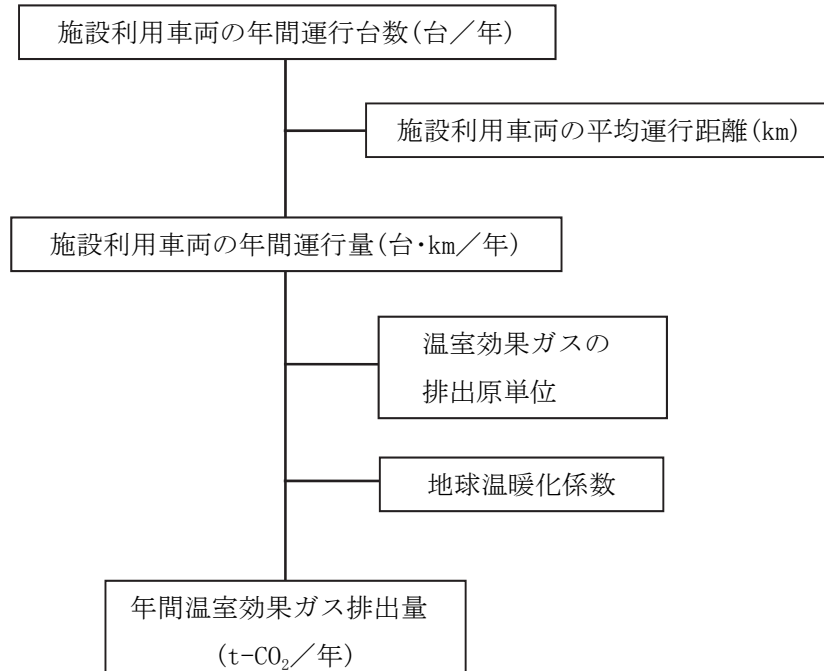 施設利用車両の年間運行台数(台／年)
施設利用車両の平均運行距離(km)
施設利用車両の年間運行量(台･km／年)
温室効果ガスの
排出原単位
地球温暖化係数
年間温室効果ガス排出量
(t-CO₂／年)